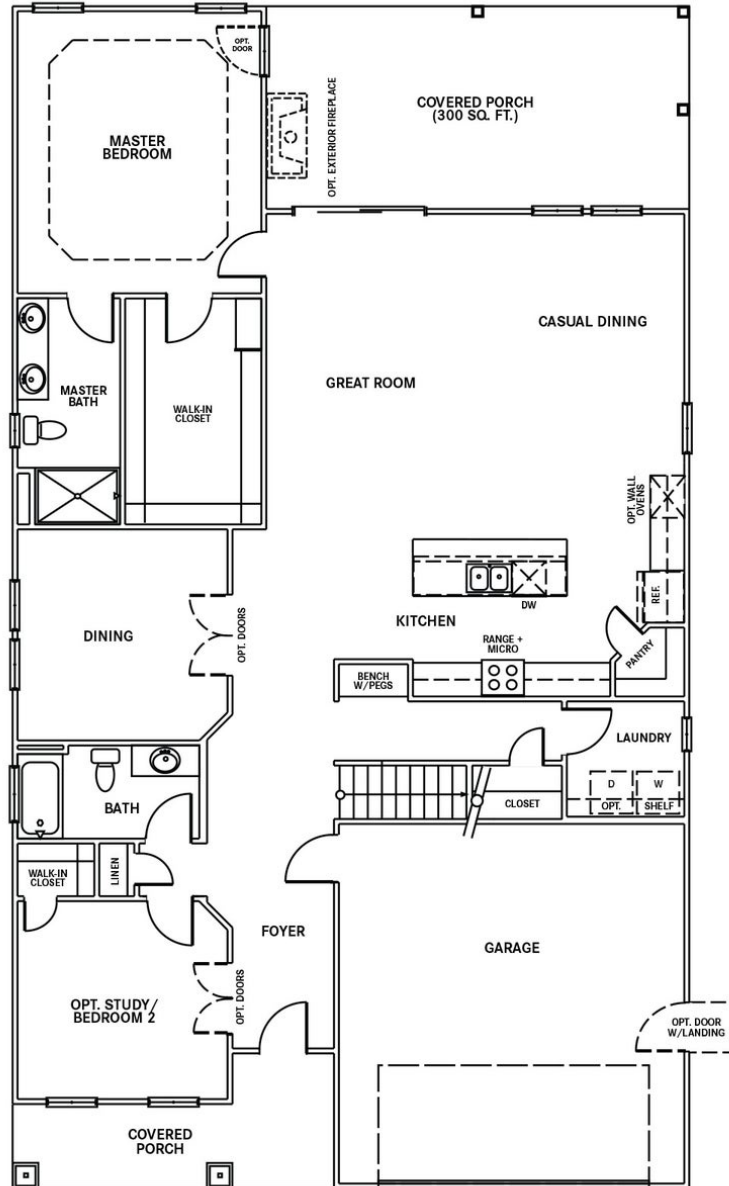 OPT.
DOOR
MASTER
BEDROOM
OPT. EXTERIOR FIREPLACE
COVERED PORCH
(300 SQ. FT.)
CASUAL DINING
GREAT ROOM
MASTER
BATH
WALK-IN
CLOSET
OPT. WALL
OVENS
REF.
DW
KITCHEN
RANGE +
MICRO
PANTRY
DINING
OPT. DOORS
BENCH
W/PEGS
LAUNDRY
D
W
OPT.
SHELF
CLOSET
BATH
WALK-IN
CLOSET
LINEN
FOYER
GARAGE
OPT. STUDY/
BEDROOM 2
OPT. DOORS
OPT. DOOR
W/LANDING
COVERED
PORCH